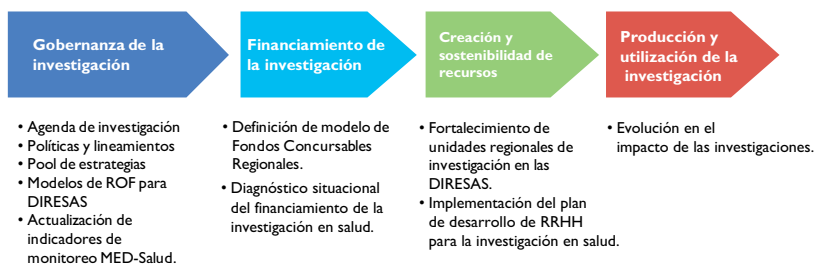 Gobernanza de la
investigación
Financiamiento de
la investigación
Creación y
sostenibilidad de
recursos
Producción y
utilización de la
investigación
• Agenda de investigación
• Políticas y lineamientos
• Pool de estrategias
• Modelos de ROF para
DIRESAS
• Actualización de
indicadores de
monitoreo MED-Salud.
• Definición de modelo de
Fondos Concursables
Regionales.
• Diagnóstico situacional
del financiamiento de la
investigación en salud.
• Fortalecimiento de
unidades regionales de
investigación en las
DIRESAS.
• Implementación del plan
de desarrollo de RRHH
para la investigación en salud.
• Evolución en el
impacto de las investigaciones.